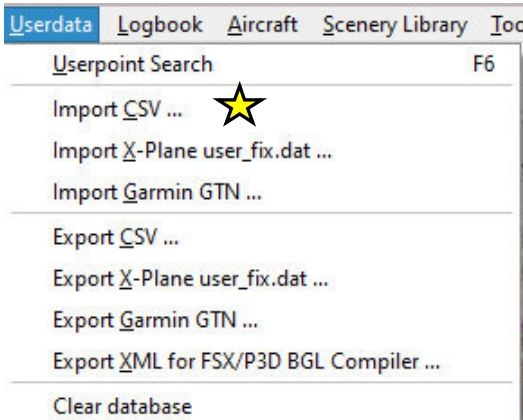 Userdata Logbook Aircraft Scenery Library
Userpoint Search F6
Import CSV ...
Import X-Plane user_fix.dat ...
Import Garmin GTN ...
Export CSV ...
Export X-Plane user_fix.dat ...
Export Garmin GTN ...
Export XML for FSX/P3D BGL Compiler ...
Clear database